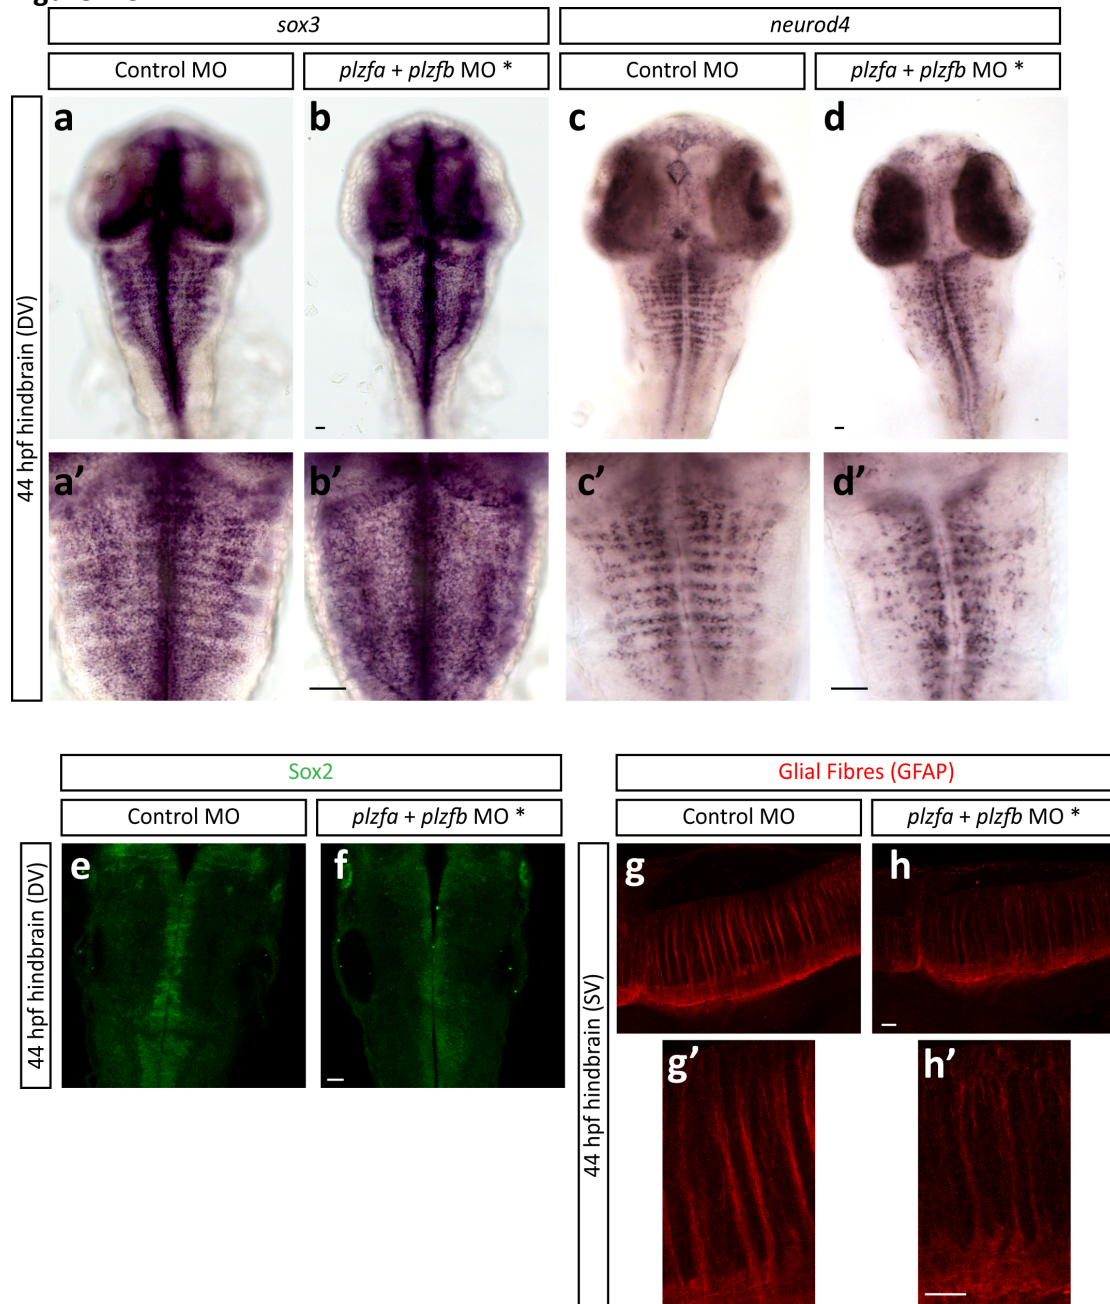 sox3
neurod4
Control MO
plzfa + plzfb MO *
Control MO
plzfa + plzfb MO *
44 hpf hindbrain (DV)
a
b
c
d
a’
b’
c’
d’
Sox2
Glial Fibres (GFAP)
Control MO
plzfa + plzfb MO *
Control MO
plzfa + plzfb MO *
44 hpf hindbrain (DV)
e
f
44 hpf hindbrain (SV)
g
h
g’
h’